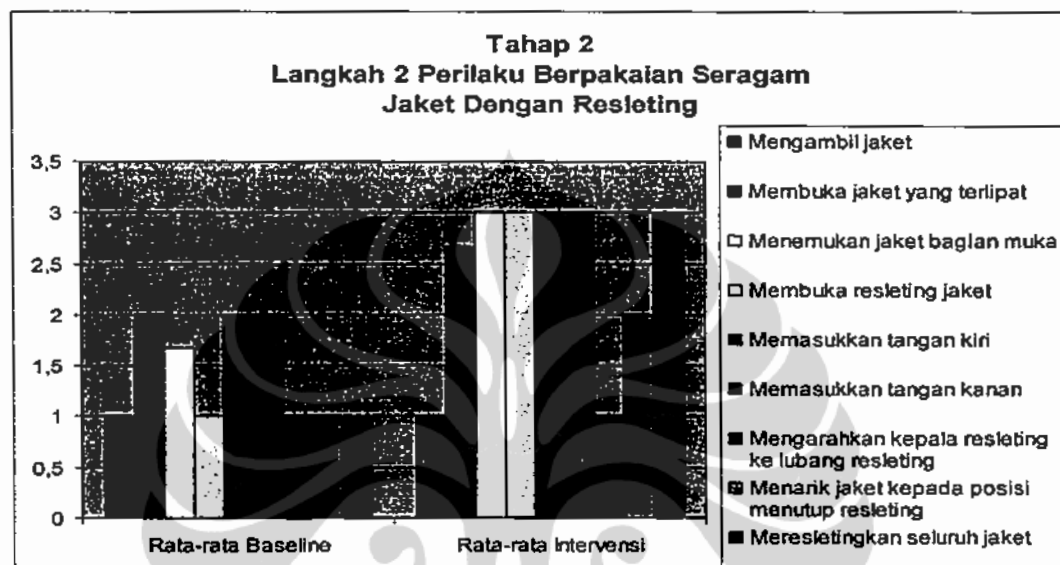 Tahap 2
Langkah 2 Perilaku Berpakaian Seragam
Jaket Dengan Resleting
3,5
3
2,5
2
1,5
1
0,5
0
Rata-rata Baseline
Rata-rata Intervensi
Mengambil jaket
Membuka jaket yang terlipat
Menemukan jaket bagian muka
Membuka resleting jaket
Memasukkan tangan kiri
Memasukkan tangan kanan
Mengarahkan kepala resleting
ke lubang resleting
Menarik jaket kepada posisi
menutup resleting
Meresletingkan seluruh jaket